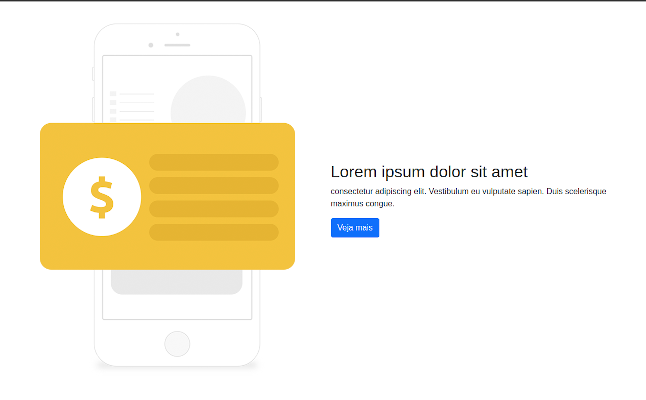 $
Lorem ipsum dolor sit amet
consectetur adipiscing elit. Vestibulum eu vulputate sapien. Duis scelerisque
maximus congue.
Veja mais